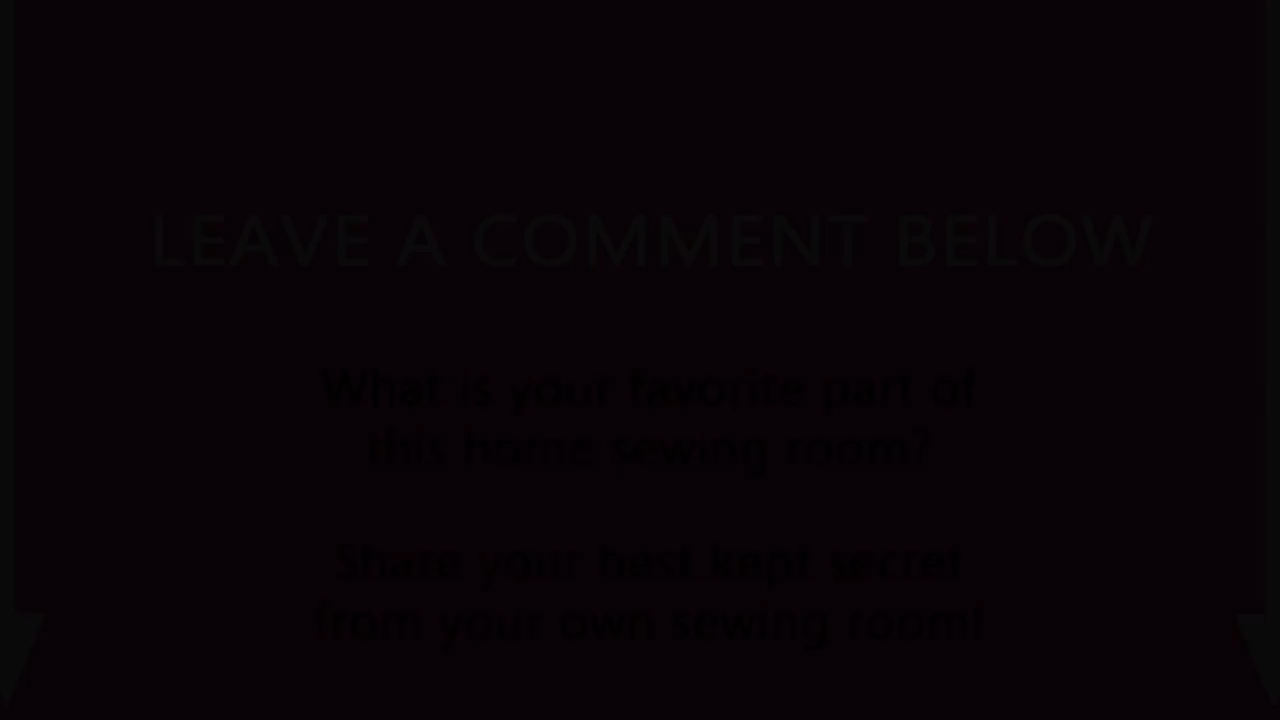 LEAVE A COMMENT BELOW
What is your favorite part of
this home sewing room?
Share your best kept secret
from your own sewing room!